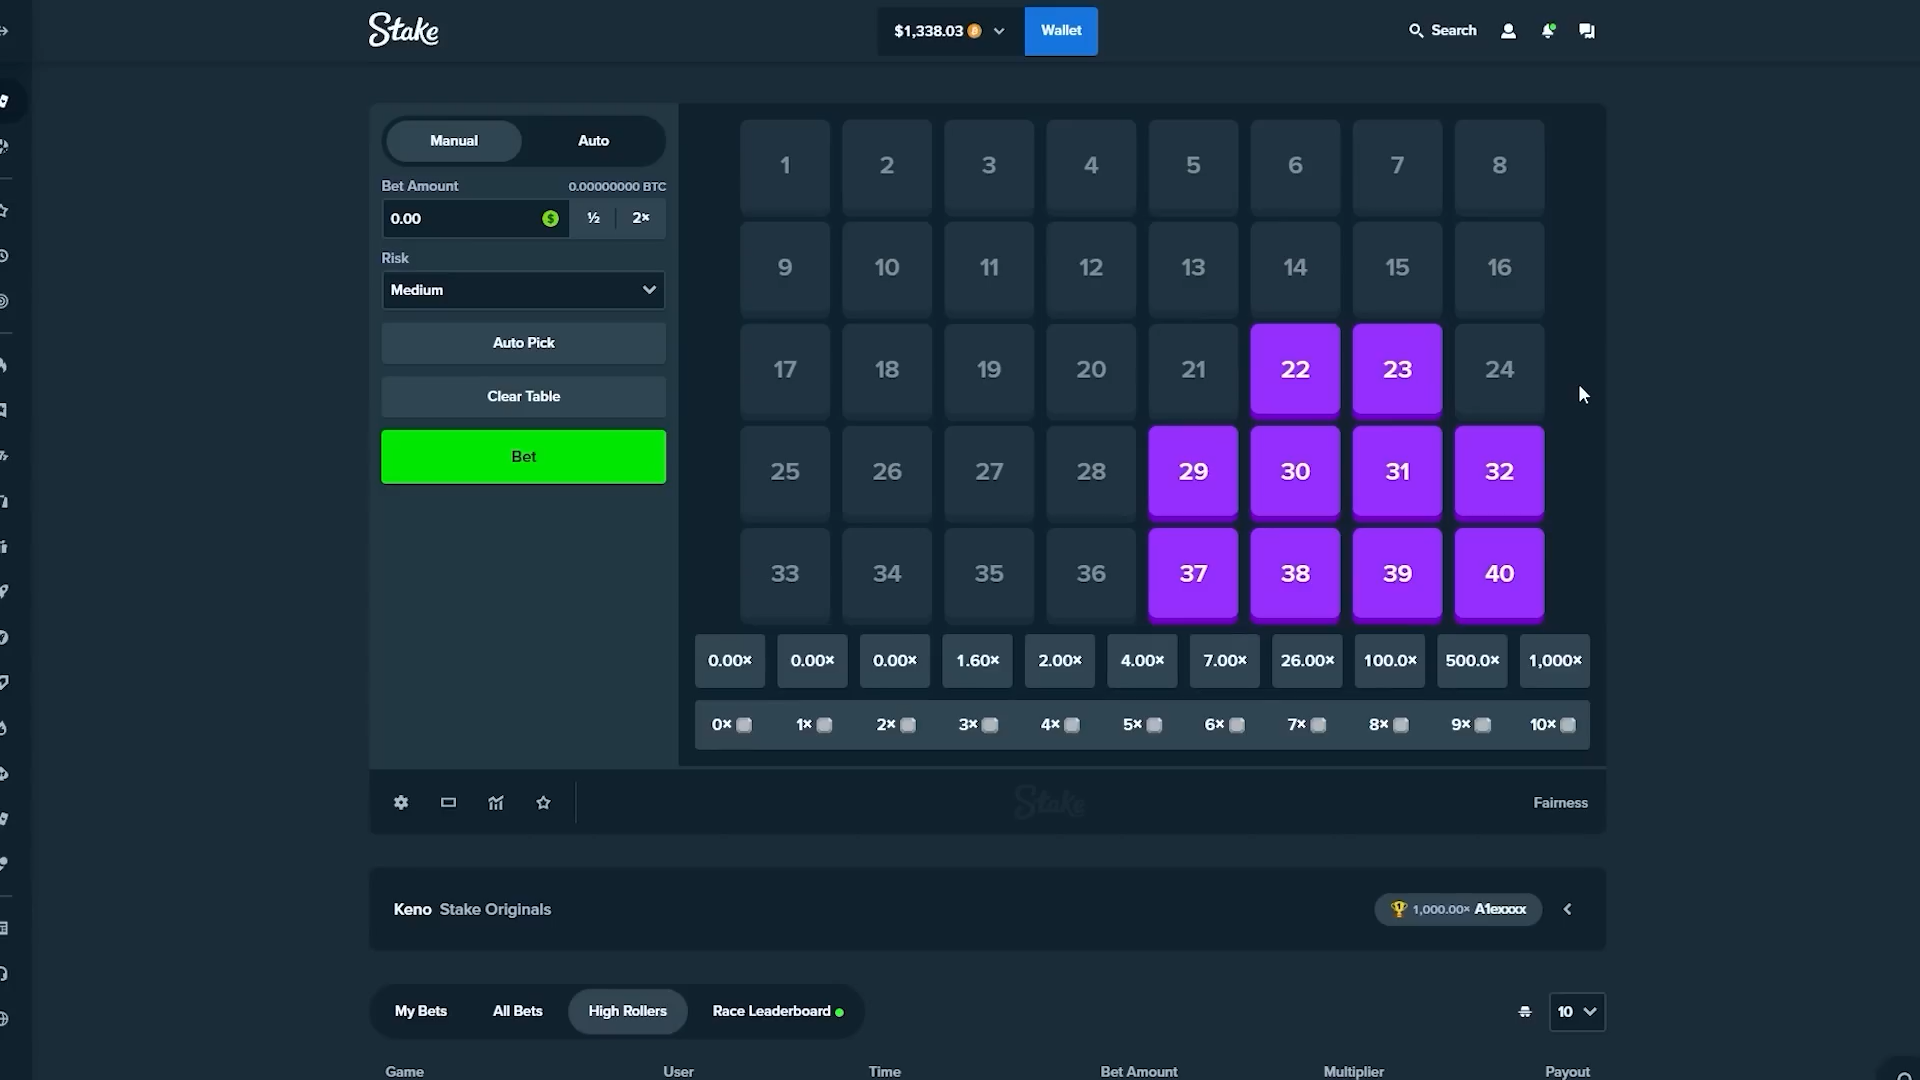 Stake
$1,338.03
Wallet
Search
Manual
Auto
Bet Amount
0.00000000 BTC
0.00
$
½
2×
Risk
Medium
Auto Pick
Clear Table
Bet
1 2 3 4 5 6 7 8
9 10 11 12 13 14 15 16
17 18 19 20 21 22 23 24
25 26 27 28 29 30 31 32
33 34 35 36 37 38 39 40
0.00× 0.00× 0.00× 1.60× 2.00× 4.00× 7.00× 26.00× 100.0× 500.0× 1,000×
0× 1× 2× 3× 4× 5× 6× 7× 8× 9× 10×
Stake
Fairness
Keno Stake Originals
1,000.00× A1exxxx
My Bets
All Bets
High Rollers
Race Leaderboard
10
Game User Time Bet Amount Multiplier Payout